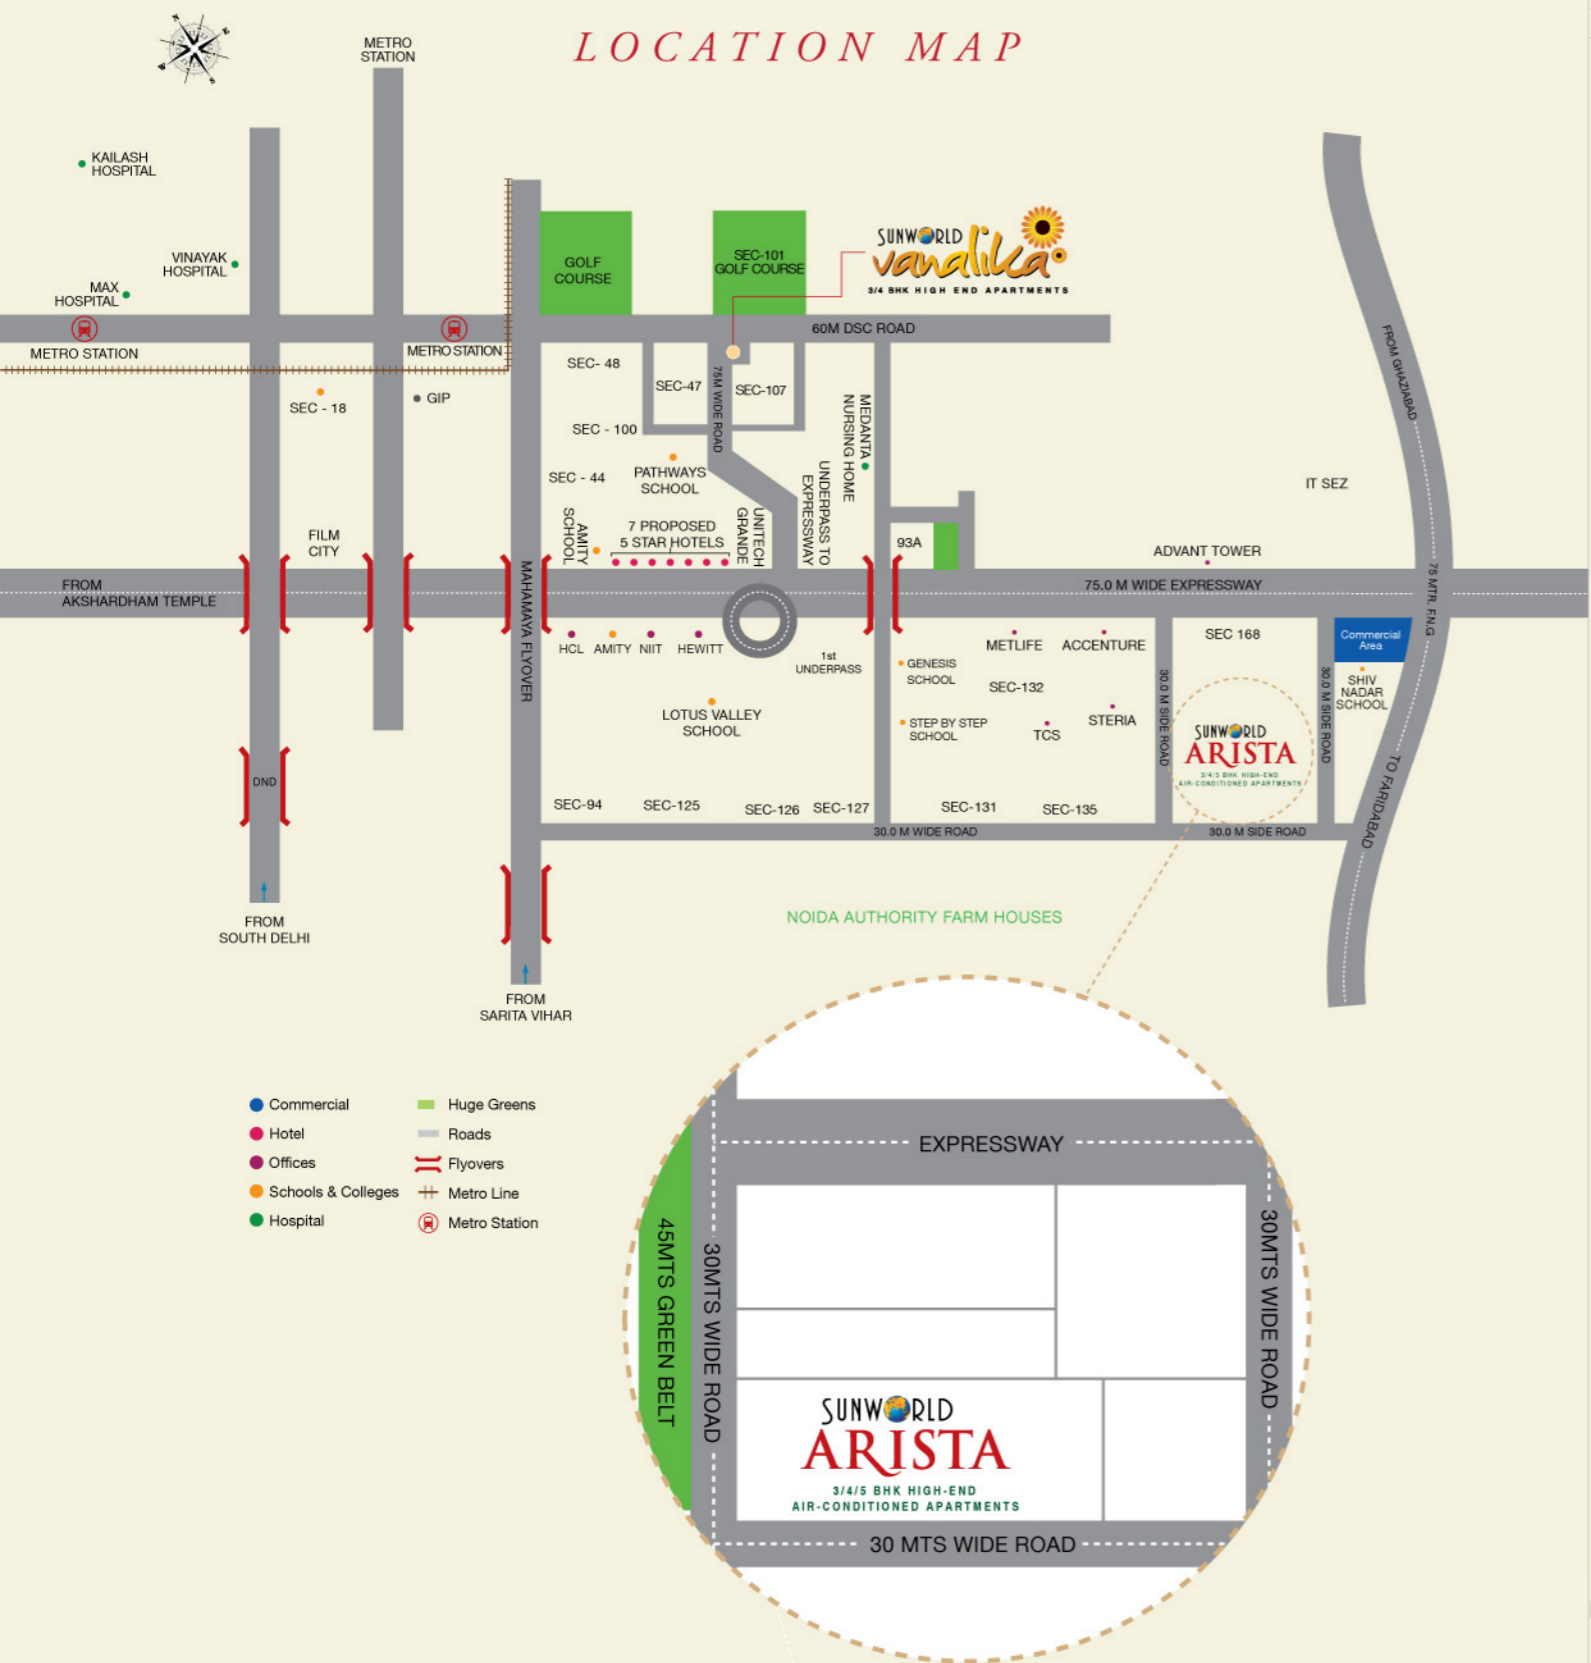 LOCATION MAP
N
E
W
S
METRO
STATION
KAILASH
HOSPITAL
VINAYAK
HOSPITAL
MAX
HOSPITAL
METRO STATION
METRO STATION
SEC - 18
GIP
GOLF
COURSE
SEC-101
GOLF COURSE
SUNWORLD
vanalika
3/4 BHK HIGH END APARTMENTS
60M DSC ROAD
SEC- 48
SEC-47
75M WIDE ROAD
SEC-107
SEC - 100
SEC - 44
PATHWAYS
SCHOOL
MEDANTA
NURSING HOME
UNDERPASS TO
EXPRESSWAY
UNITECH
GRANDE
AMITY
SCHOOL
7 PROPOSED
5 STAR HOTELS
FROM GHAZIABAD
IT SEZ
FILM
CITY
93A
ADVANT TOWER
FROM
AKSHARDHAM TEMPLE
MAHAMAYA FLYOVER
75.0 M WIDE EXPRESSWAY
75 MTR. F.N.G
HCL
AMITY
NIIT
HEWITT
1st
UNDERPASS
GENESIS
SCHOOL
METLIFE
ACCENTURE
SEC-132
SEC 168
Commercial
Area
SHIV
NADAR
SCHOOL
30.0 M SIDE ROAD
30.0 M SIDE ROAD
LOTUS VALLEY
SCHOOL
STEP BY STEP
SCHOOL
TCS
STERIA
SUNWORLD
ARISTA
3/4/5 BHK HIGH-END
AIR-CONDITIONED APARTMENTS
TO FARIDABAD
DND
SEC-94
SEC-125
SEC-126
SEC-127
SEC-131
SEC-135
30.0 M WIDE ROAD
30.0 M SIDE ROAD
FROM
SOUTH DELHI
NOIDA AUTHORITY FARM HOUSES
FROM
SARITA VIHAR
Commercial
Hotel
Offices
Schools & Colleges
Hospital
Huge Greens
Roads
Flyovers
Metro Line
Metro Station
EXPRESSWAY
45MTS GREEN BELT
30MTS WIDE ROAD
30MTS WIDE ROAD
SUNWORLD
ARISTA
3/4/5 BHK HIGH-END
AIR-CONDITIONED APARTMENTS
30 MTS WIDE ROAD